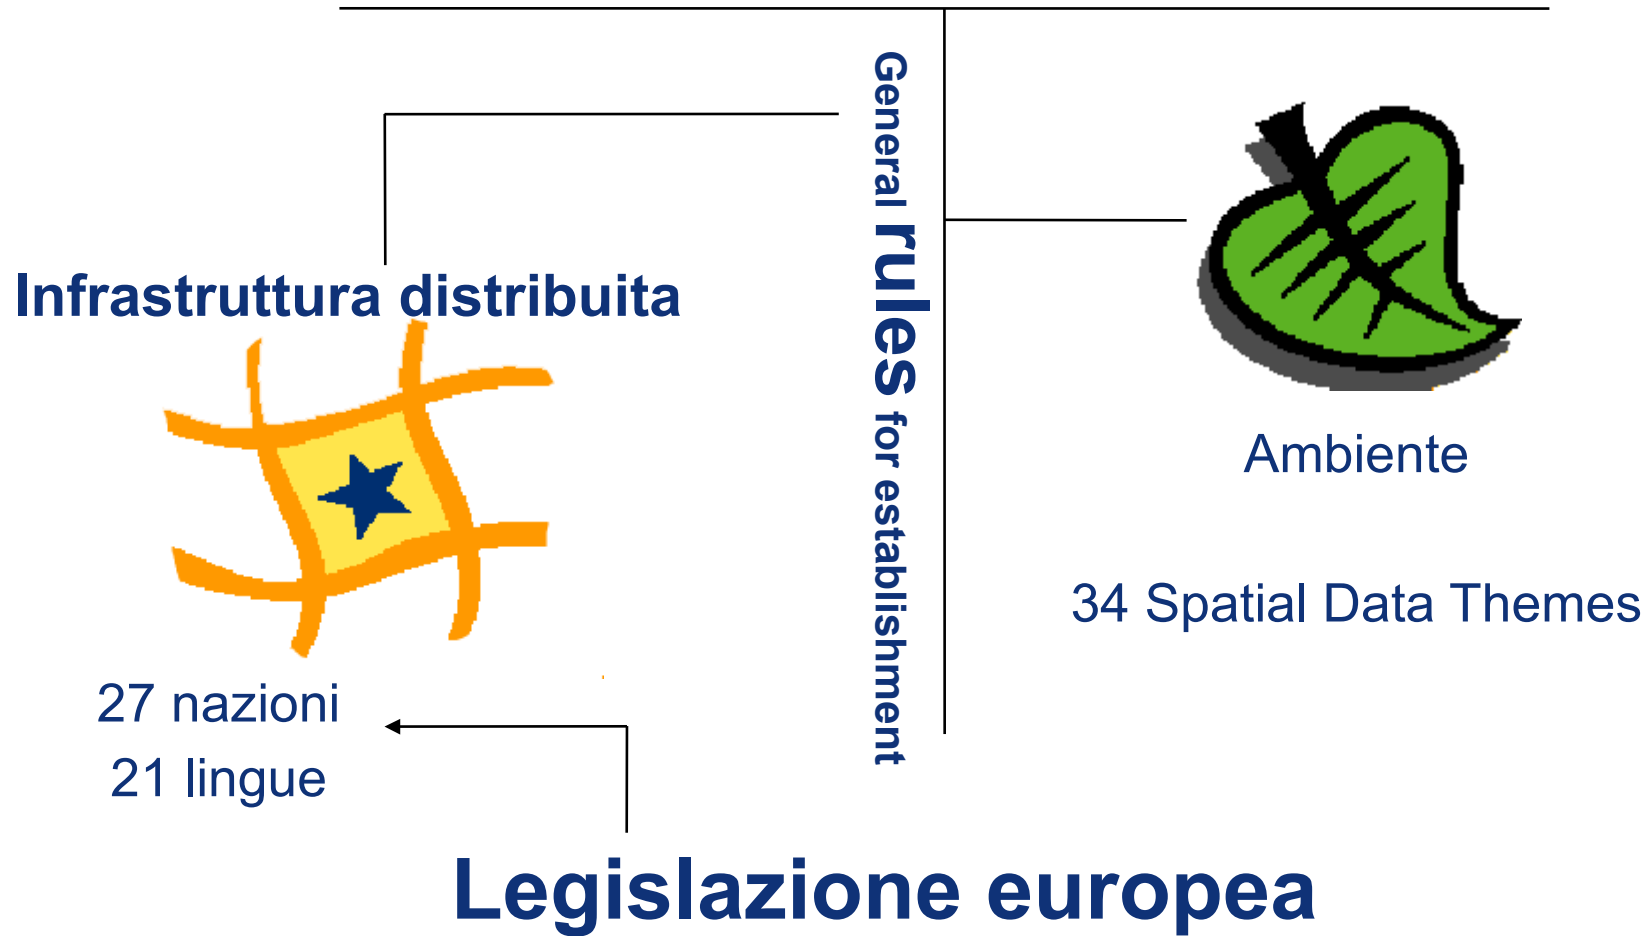 General rules for establishment
Infrastruttura distribuita
Ambiente
34 Spatial Data Themes
27 nazioni
21 lingue
Legislazione europea